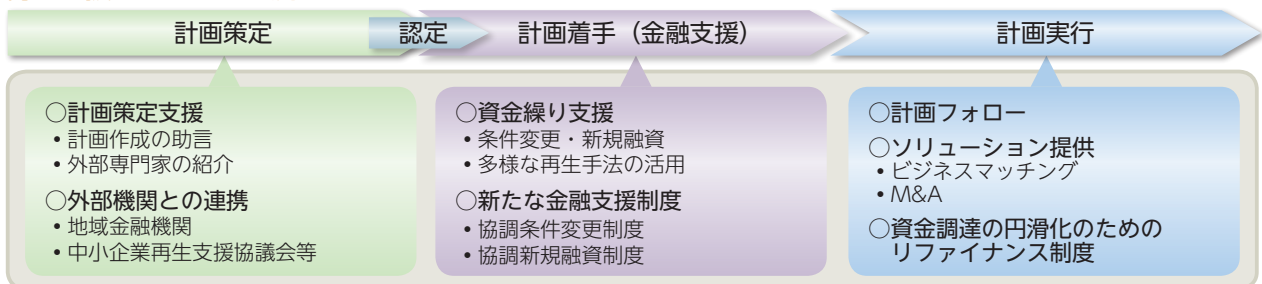 計画策定
認定
計画着手（金融支援）
計画実行
○計画策定支援
• 計画作成の助言
• 外部専門家の紹介
○外部機関との連携
• 地域金融機関
• 中小企業再生支援協議会等
○資金繰り支援
• 条件変更・新規融資
• 多様な再生手法の活用
○新たな金融支援制度
• 協調条件変更制度
• 協調新規融資制度
○計画フォロー
○ソリューション提供
• ビジネスマッチング
• M&A
○資金調達の円滑化のための
リファイナンス制度